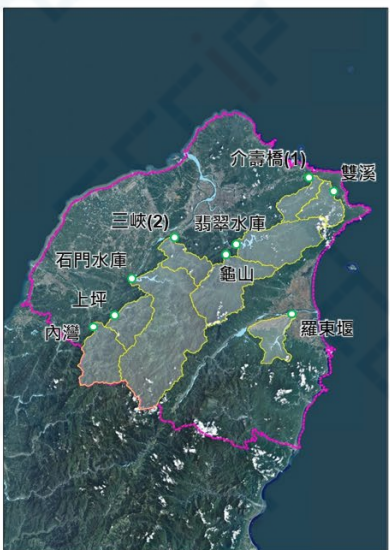 介壽橋(1)
雙溪
三峽(2)
翡翠水庫
石門水庫
龜山
上坪
內灣
羅東堰